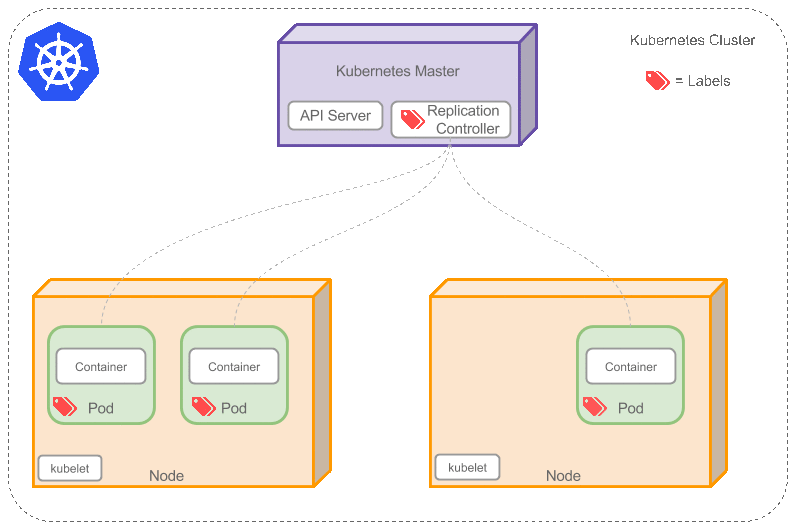 Kubernetes Cluster
= Labels
Kubernetes Master
API Server
Replication
Controller
Container
Container
Pod
Pod
kubelet
Node
Container
Pod
kubelet
Node